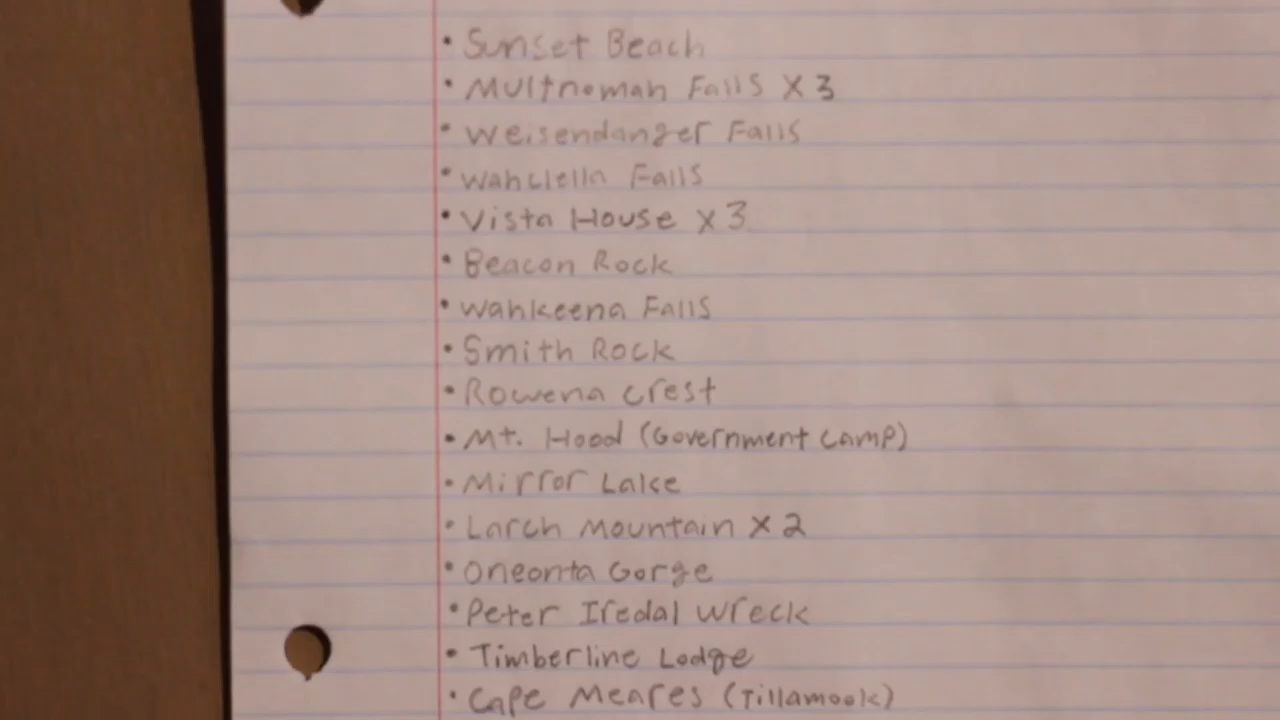 • Sunset Beach
• Multnomah Falls x 3
• Weisendanger Falls
• Wahclella Falls
• Vista House x 3
• Beacon Rock
• Wahkeena Falls
• Smith Rock
• Rowena Crest
• Mt. Hood (Government Camp)
• Mirror Lake
• Larch Mountain x 2
• Oneonta Gorge
• Peter Iredal Wreck
• Timberline Lodge
• Cape Meares (Tillamook)